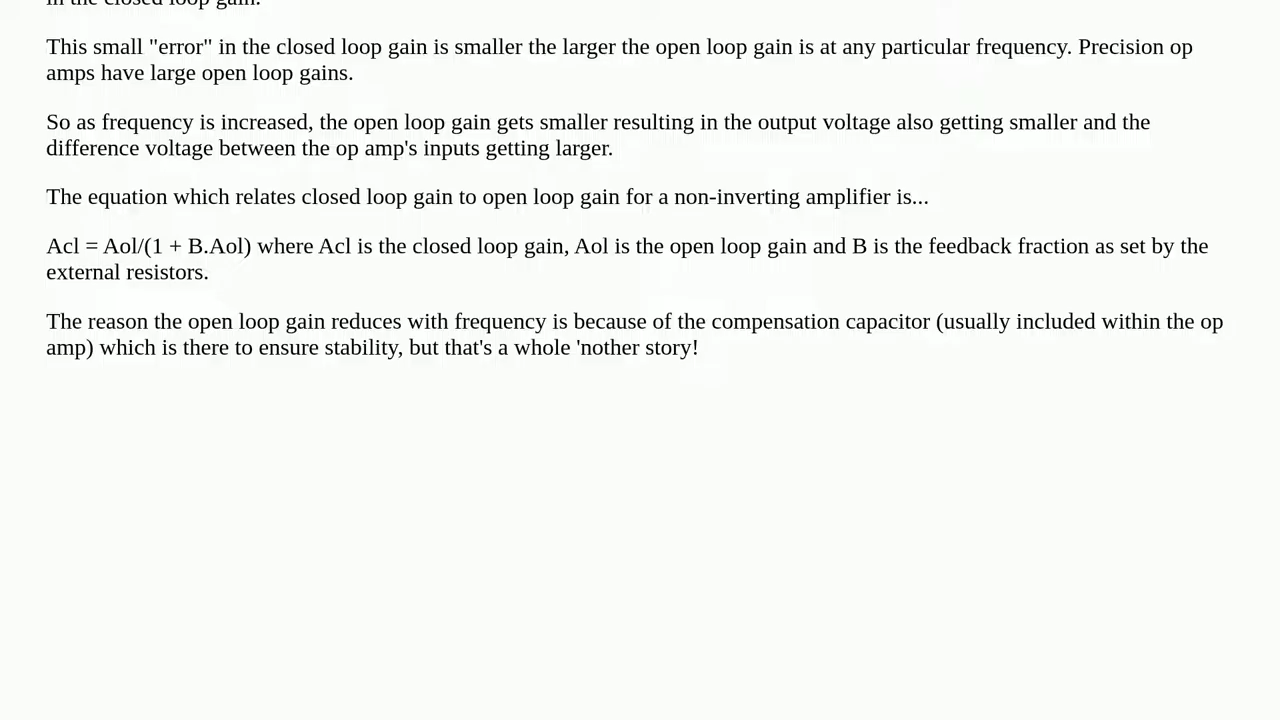 in the closed loop gain.
This small "error" in the closed loop gain is smaller the larger the open loop gain is at any particular frequency. Precision op
amps have large open loop gains.
So as frequency is increased, the open loop gain gets smaller resulting in the output voltage also getting smaller and the
difference voltage between the op amp's inputs getting larger.
The equation which relates closed loop gain to open loop gain for a non-inverting amplifier is...
Acl = Aol/(1 + B.Aol) where Acl is the closed loop gain, Aol is the open loop gain and B is the feedback fraction as set by the
external resistors.
The reason the open loop gain reduces with frequency is because of the compensation capacitor (usually included within the op
amp) which is there to ensure stability, but that's a whole 'nother story!